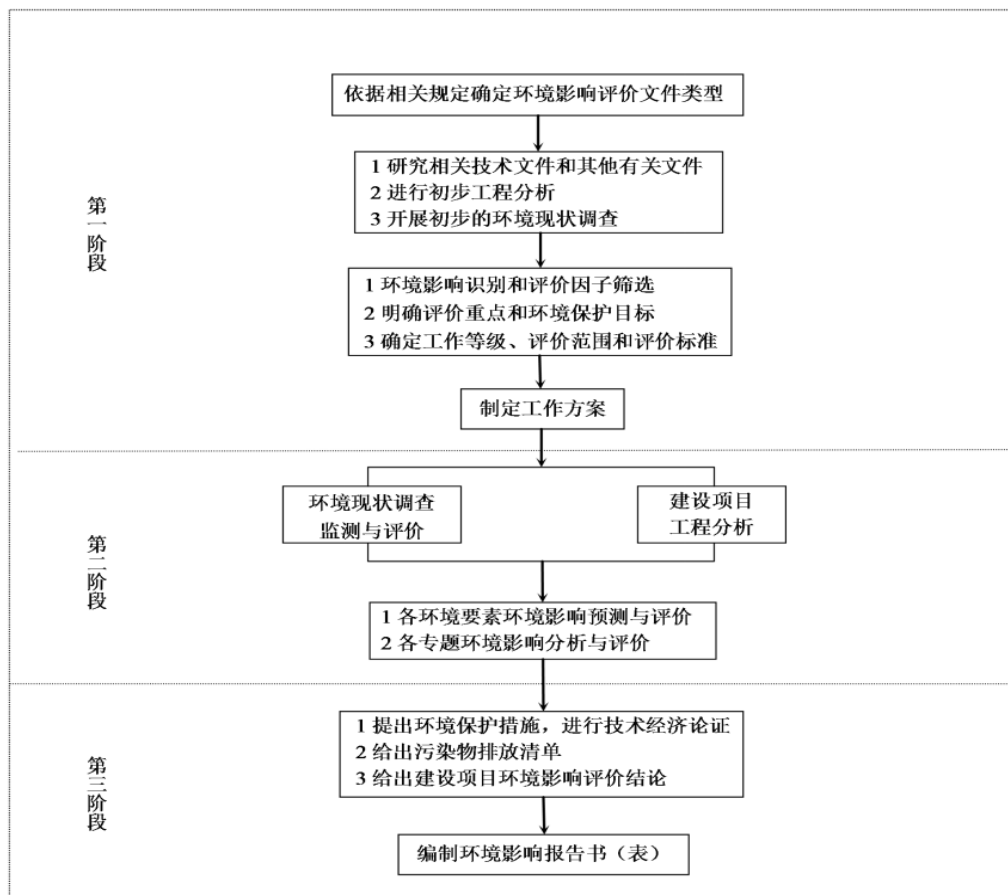 依据相关规定确定环境影响评价文件类型
1 研究相关技术文件和其他有关文件
2 进行初步工程分析
3 开展初步的环境现状调查
第一阶段
1 环境影响识别和评价因子筛选
2 明确评价重点和环境保护目标
3 确定工作等级、评价范围和评价标准
制定工作方案
环境现状调查
监测与评价
建设项目
工程分析
第二阶段
1 各环境要素环境影响预测与评价
2 各专题环境影响分析与评价
1 提出环境保护措施，进行技术经济论证
2 给出污染物排放清单
3 给出建设项目环境影响评价结论
第三阶段
编制环境影响报告书（表）